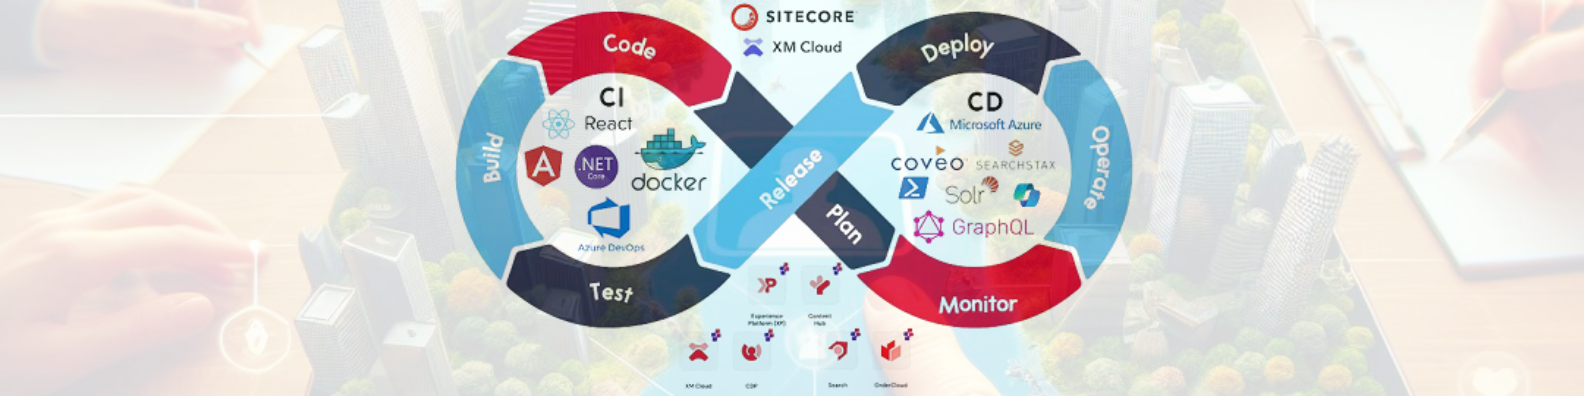 SITECORE
XM Cloud
Code
Build
Test
Release
Plan
Deploy
Operate
Monitor
CI
React
.NET
Core
docker
Azure DevOps
CD
Microsoft Azure
coveo
SEARCHSTAX
Solr
GraphQL
Experience
Platform (XP)
Content
Hub
XM Cloud
CDP
Search
OrderCloud